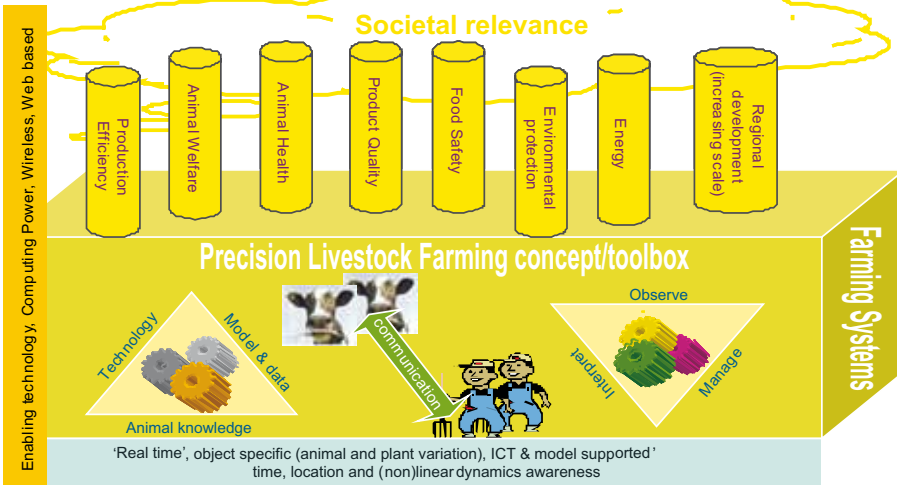 Societal relevance
Enabling technology, Computing Power, Wireless, Web based
Production
Efficiency
Animal Welfare
Animal Health
Product Quality
Food Safety
Environmental
protection
Energy
Regional
development
(increasing scale)
Precision Livestock Farming concept/toolbox
Farming Systems
Technology
Model & data
Animal knowledge
communication
Observe
Interpret
Manage
‘Real time’, object specific (animal and plant variation), ICT & model supported ’
time, location and (non)linear dynamics awareness